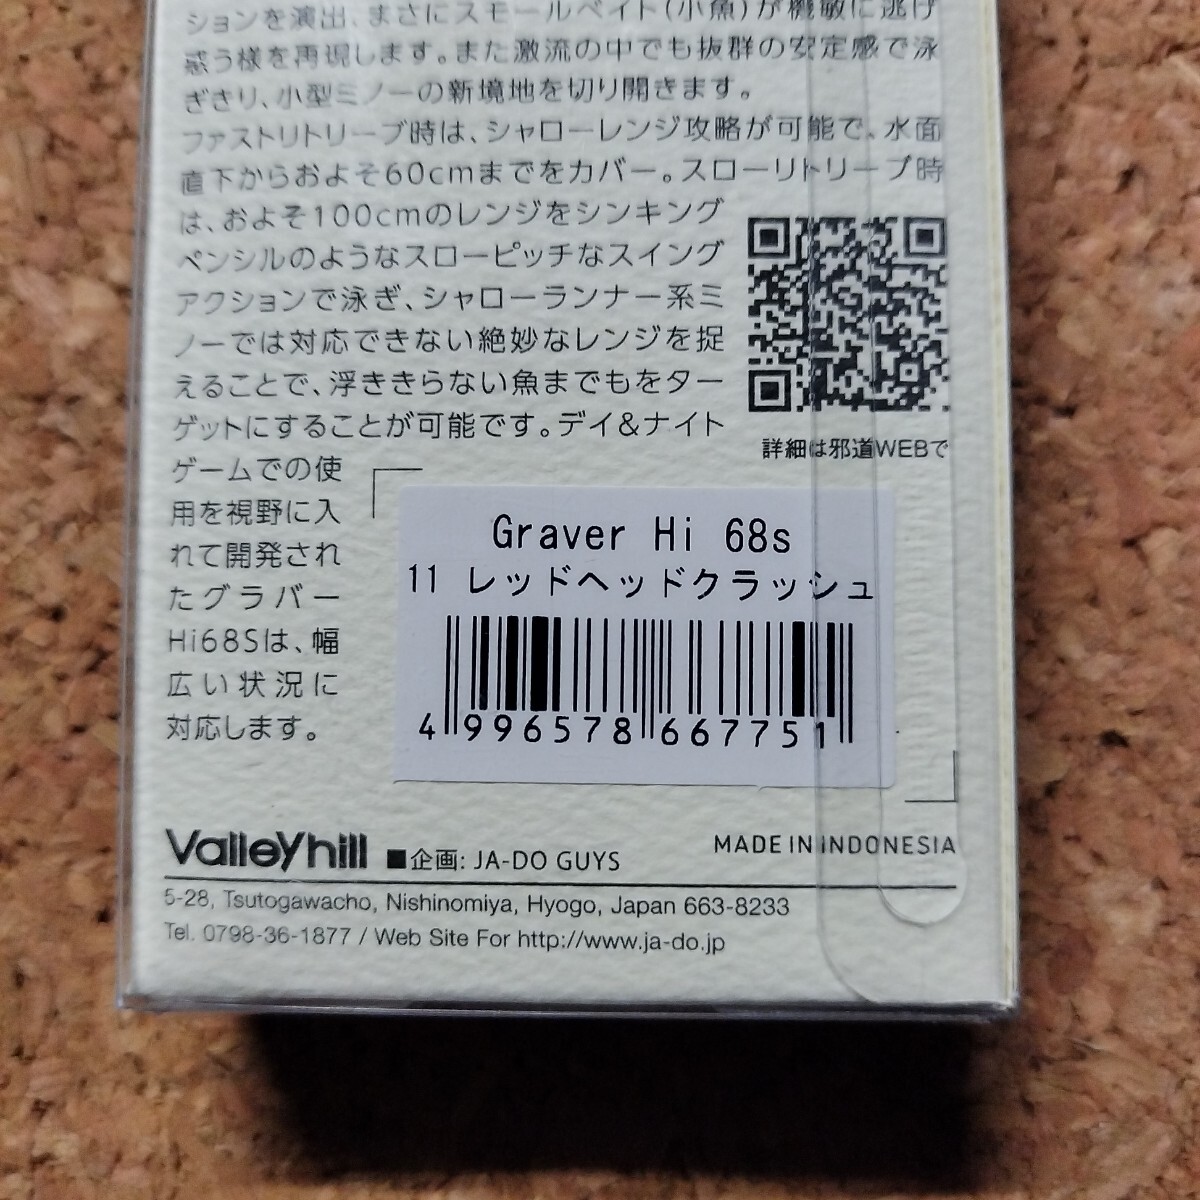 ションを演出、まさにスモールベイト(小魚)が機敏に逃げ
惑う様を再現します。また激流の中でも抜群の安定感で泳
ぎきり、小型ミノーの新境地を切り開きます。
ファストリトリーブ時は、シャローレンジ攻略が可能で、水面
直下からおよそ60cmまでをカバー。スローリトリーブ時
は、およそ100cmのレンジをシンキング
ペンシルのようなスローピッチなスイング
アクションで泳ぎ、シャローランナー系ミ
ノーでは対応できない絶妙なレンジを捉
えることで、浮ききらない魚までもをター
ゲットにすることが可能です。デイ&ナイト
ゲームでの使
用を視野に入
れて開発され
たグラバー
Hi68Sは、幅
広い状況に
対応します。
詳細は邪道WEBで
Graver Hi 68s
11 レッドヘッドクラッシュ
4 996578 667751
Valleyhill ■企画: JA-DO GUYS
MADE IN INDONESIA
5-28, Tsutogawacho, Nishinomiya, Hyogo, Japan 663-8233
Tel. 0798-36-1877 / Web Site For http://www.ja-do.jp